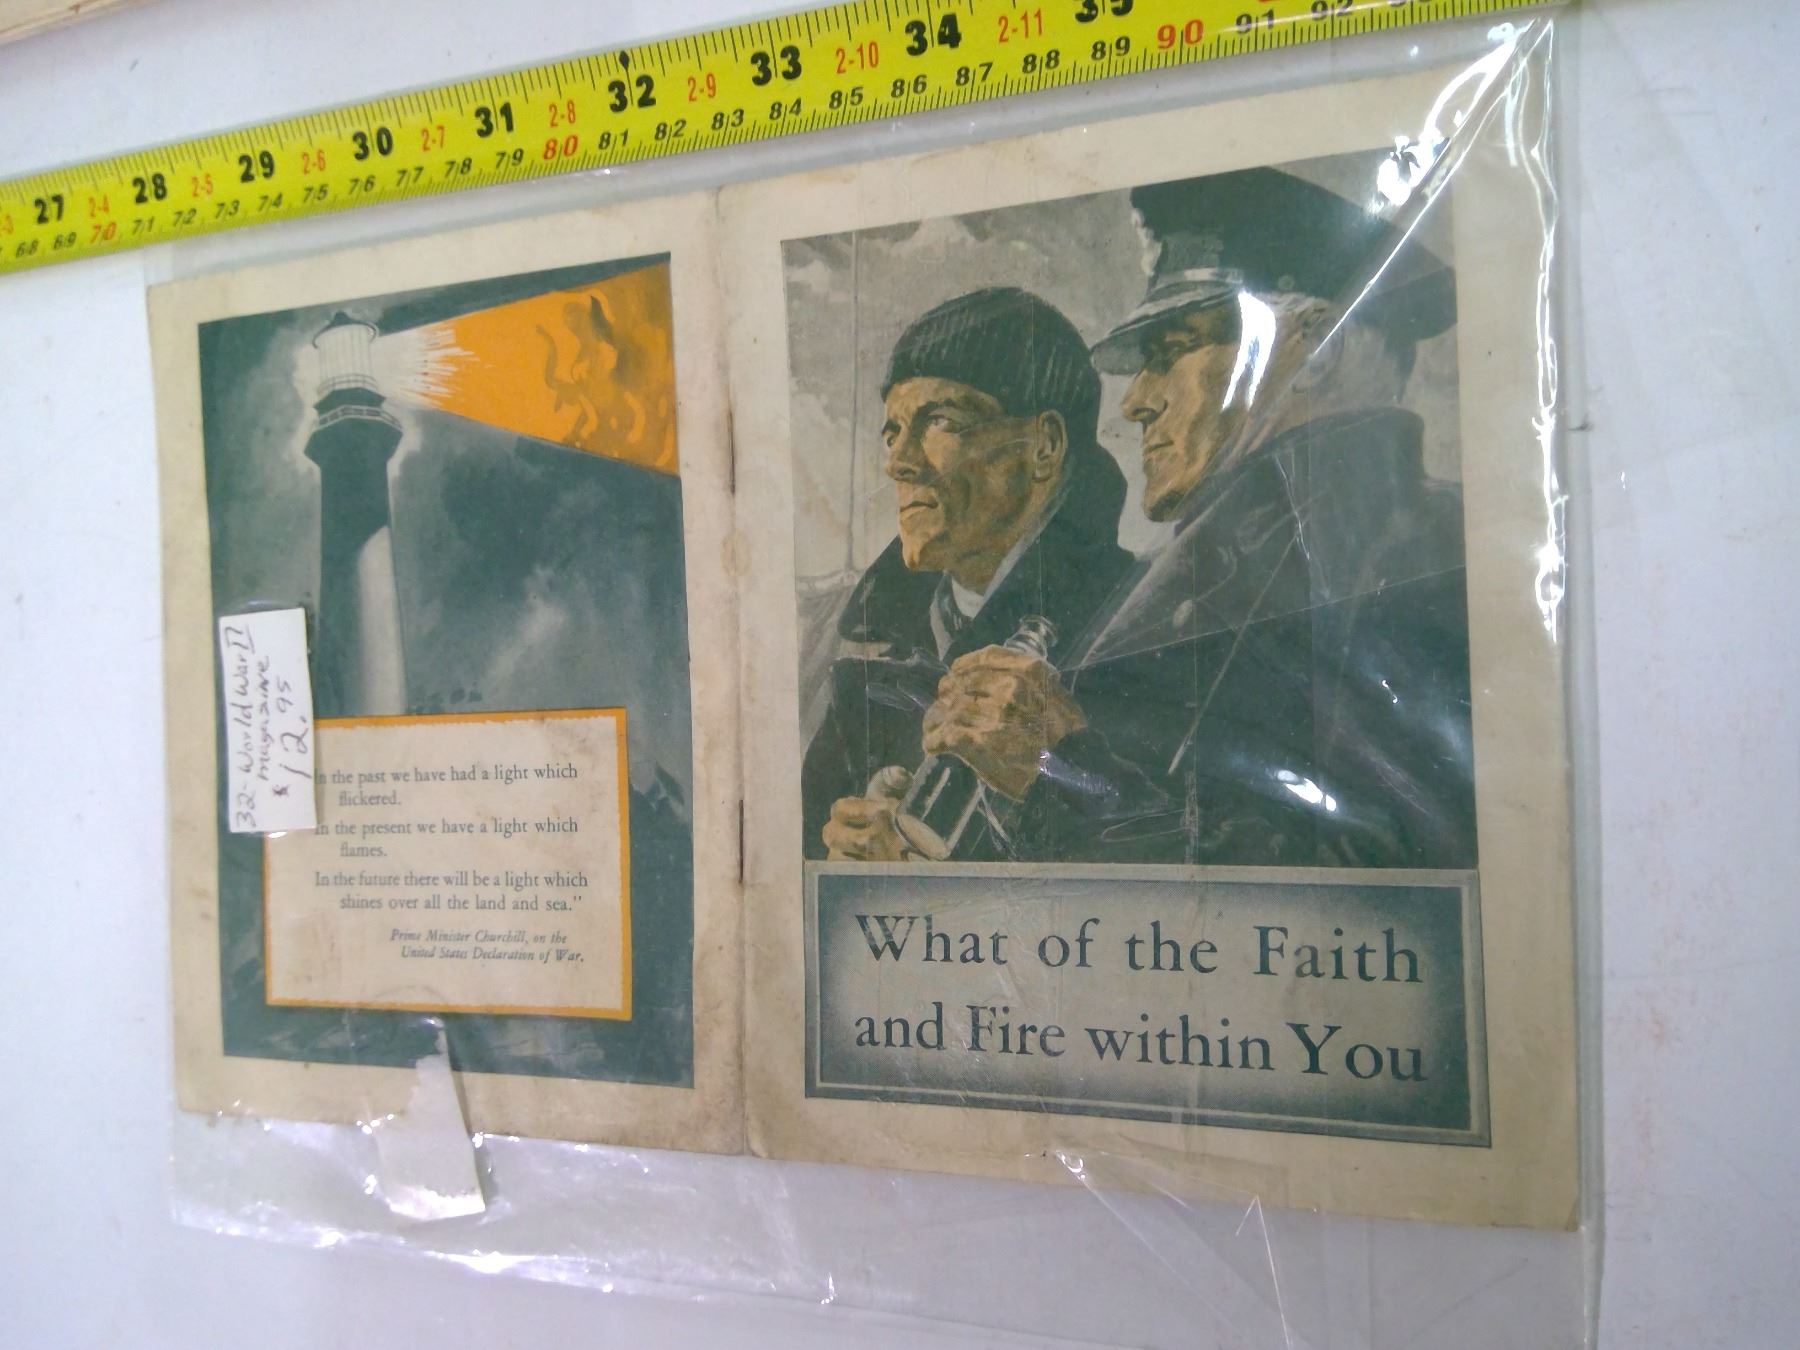 27 2-4 28 2-5 29 2-6 30 2-7 31 2-8 32 2-9 33 2-10 34 2-11 35
68 69 70 71 72 73 74 75 76 77 78 79 80 81 82 83 84 85 86 87 88 89 90 91 92
32- World War II
magazine
$12.95
In the past we have had a light which
flickered.
In the present we have a light which
flames.
In the future there will be a light which
shines over all the land and sea."
Prime Minister Churchill, on the
United States Declaration of War.
What of the Faith
and Fire within You